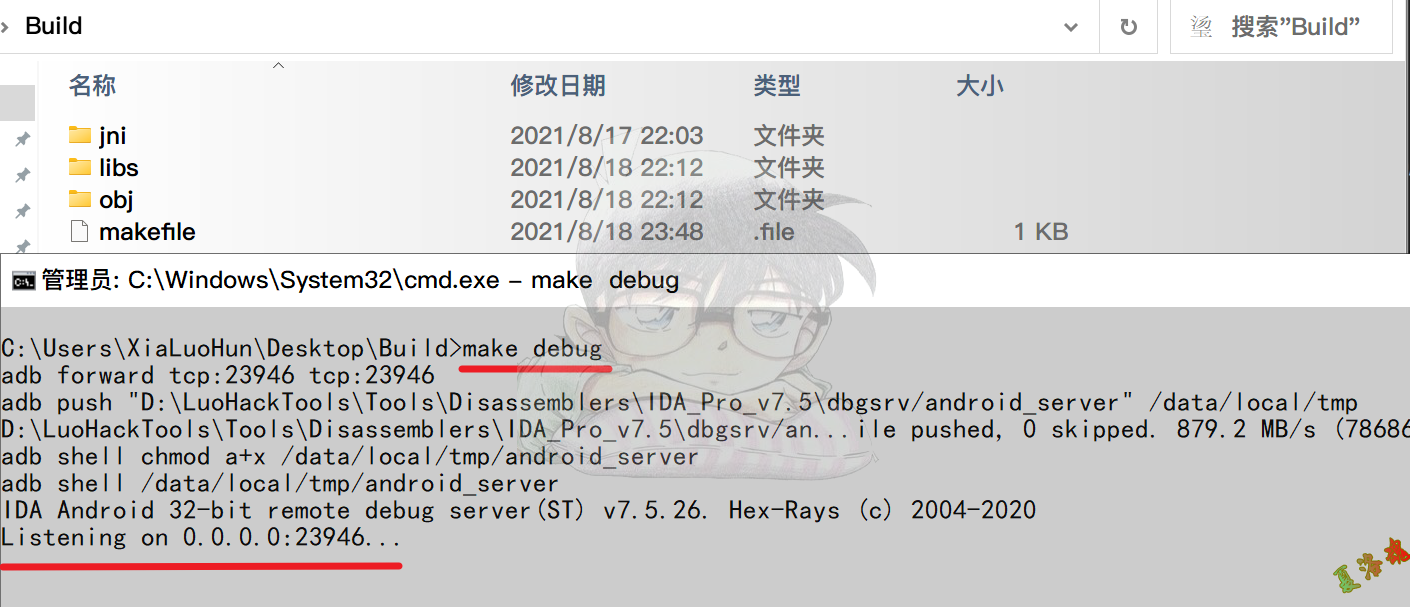 Build
搜索"Build"
名称 修改日期 类型 大小
jni 2021/8/17 22:03 文件夹
libs 2021/8/18 22:12 文件夹
obj 2021/8/18 22:12 文件夹
makefile 2021/8/18 23:48 .file 1 KB
管理员: C:\Windows\System32\cmd.exe - make debug
C:\Users\XiaLuoHun\Desktop\Build>make debug
adb forward tcp:23946 tcp:23946
adb push "D:\LuoHackTools\Tools\Disassemblers\IDA_Pro_v7.5\dbgsrv/android_server" /data/local/tmp
D:\LuoHackTools\Tools\Disassemblers\IDA_Pro_v7.5\dbgsrv/an...ile pushed, 0 skipped. 879.2 MB/s (78686
adb shell chmod a+x /data/local/tmp/android_server
adb shell /data/local/tmp/android_server
IDA Android 32-bit remote debug server(ST) v7.5.26. Hex-Rays (c) 2004-2020
Listening on 0.0.0.0:23946...
夏洛魂